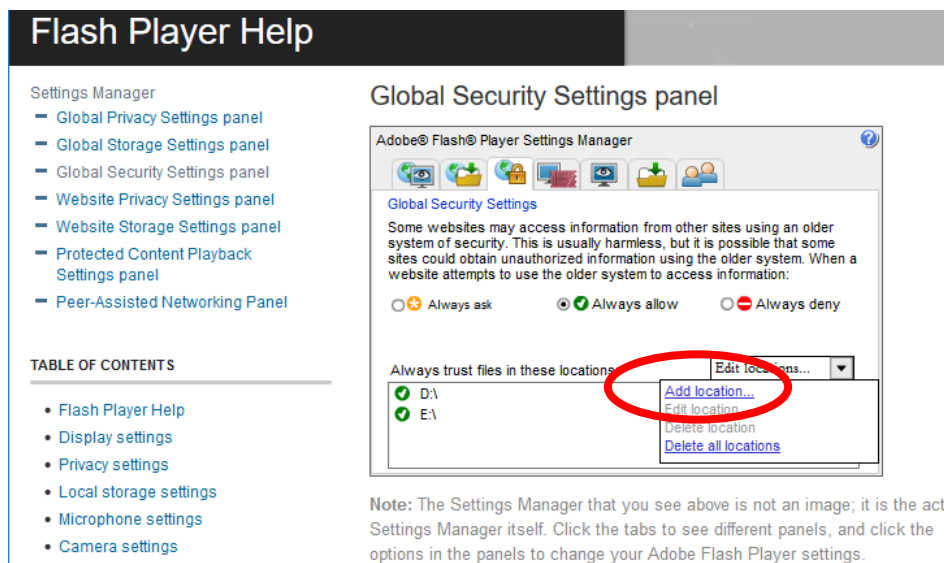 Flash Player Help
Settings Manager
Global Privacy Settings panel
Global Storage Settings panel
Global Security Settings panel
Website Privacy Settings panel
Website Storage Settings panel
Protected Content Playback
Settings panel
Peer-Assisted Networking Panel
TABLE OF CONTENTS
Flash Player Help
Display settings
Privacy settings
Local storage settings
Microphone settings
Camera settings
Global Security Settings panel
Adobe® Flash® Player Settings Manager
Global Security Settings
Some websites may access information from other sites using an older
system of security. This is usually harmless, but it is possible that some
sites could obtain unauthorized information using the older system. When a
website attempts to use the older system to access information:
Always ask
Always allow
Always deny
Always trust files in these locations
Edit locations...
D:\
E:\
Add location...
Edit location
Delete location
Delete all locations
Note: The Settings Manager that you see above is not an image; it is the act
Settings Manager itself. Click the tabs to see different panels, and click the
options in the panels to change your Adobe Flash Player settings.